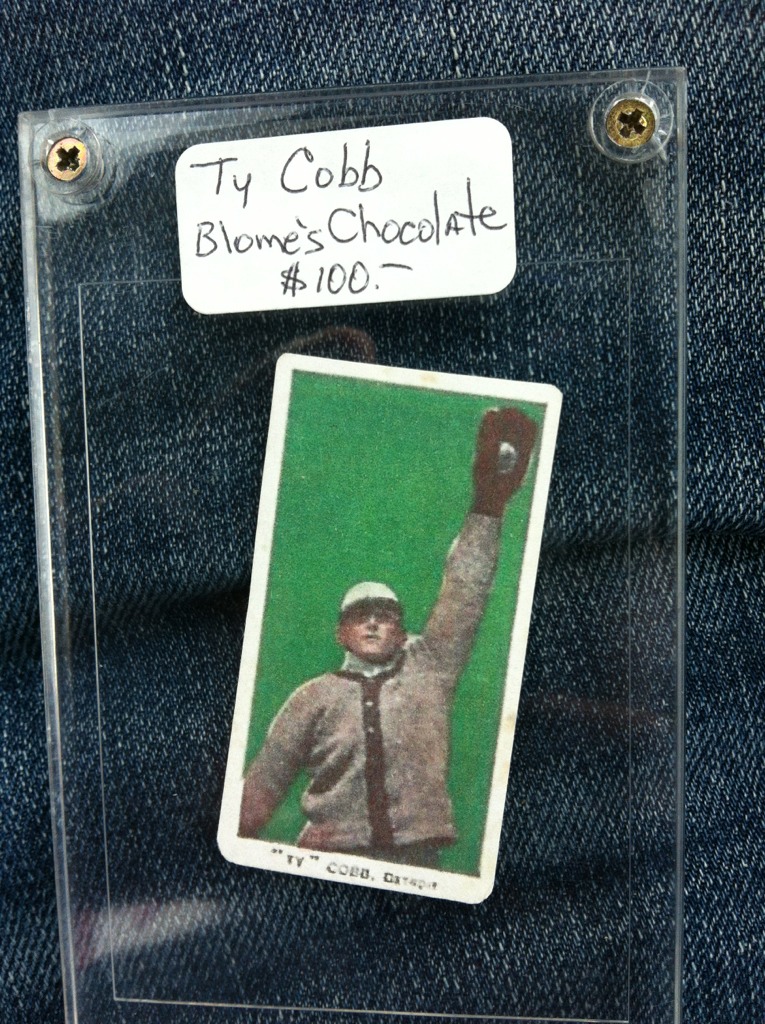 Ty Cobb
Blome's Chocolate
$100.—
"TY" COBB, DETROIT